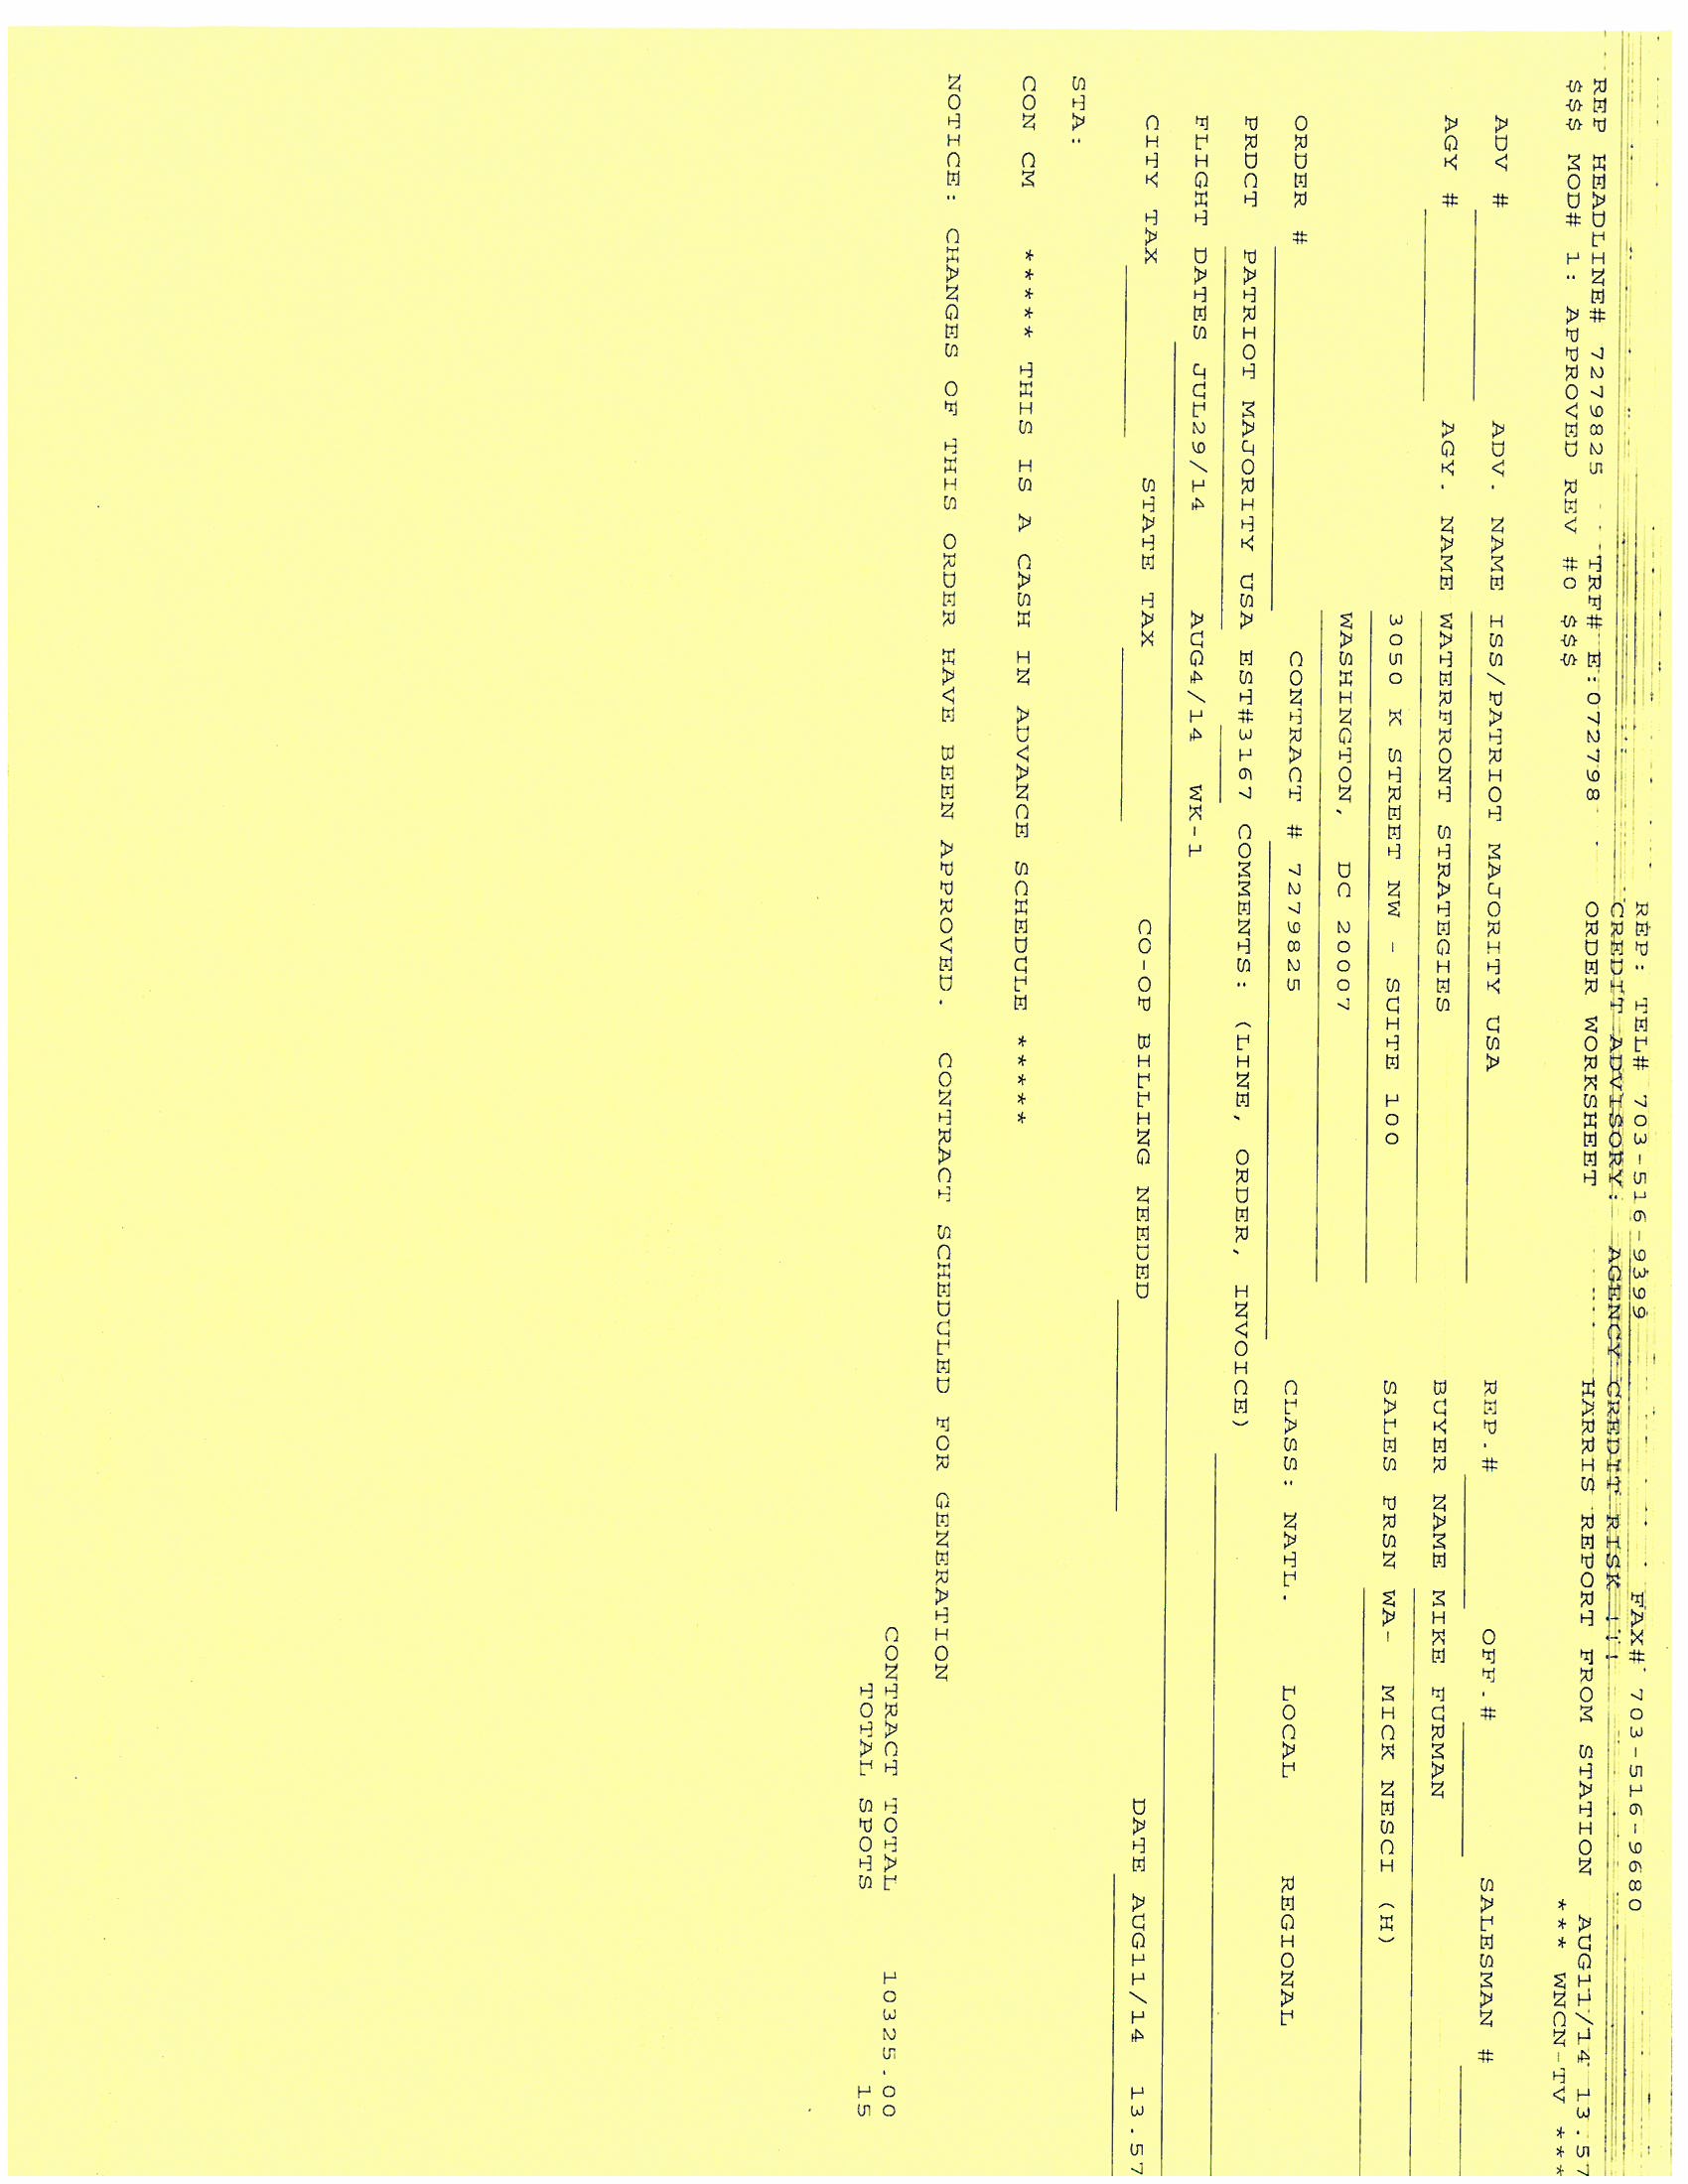 REP: TEL# 703-516-9399 FAX# 703-516-9680
CREDIT ADVISORY: AGENCY CREDIT RISK !!!
REP HEADLINE# 7279825 TRF# E:072798 ORDER WORKSHEET HARRIS REPORT FROM STATION AUG11/14 13.57
$$$ MOD# 1: APPROVED REV #0 $$$ *** WNCN-TV ***
ADV # ADV. NAME ISS/PATRIOT MAJORITY USA REP.# OFF.# SALESMAN #
AGY # AGY. NAME WATERFRONT STRATEGIES BUYER NAME MIKE FURMAN
3050 K STREET NW - SUITE 100 SALES PRSN WA- MICK NESCI (H)
WASHINGTON, DC 20007
ORDER # CONTRACT # 7279825 CLASS: NATL. LOCAL REGIONAL
PRDCT PATRIOT MAJORITY USA EST#3167 COMMENTS: (LINE, ORDER, INVOICE)
FLIGHT DATES JUL29/14 AUG4/14 WK-1
CITY TAX STATE TAX CO-OP BILLING NEEDED DATE AUG11/14 13.57
STA:
CON CM ***** THIS IS A CASH IN ADVANCE SCHEDULE *****
NOTICE: CHANGES OF THIS ORDER HAVE BEEN APPROVED. CONTRACT SCHEDULED FOR GENERATION
CONTRACT TOTAL 10325.00
TOTAL SPOTS 15